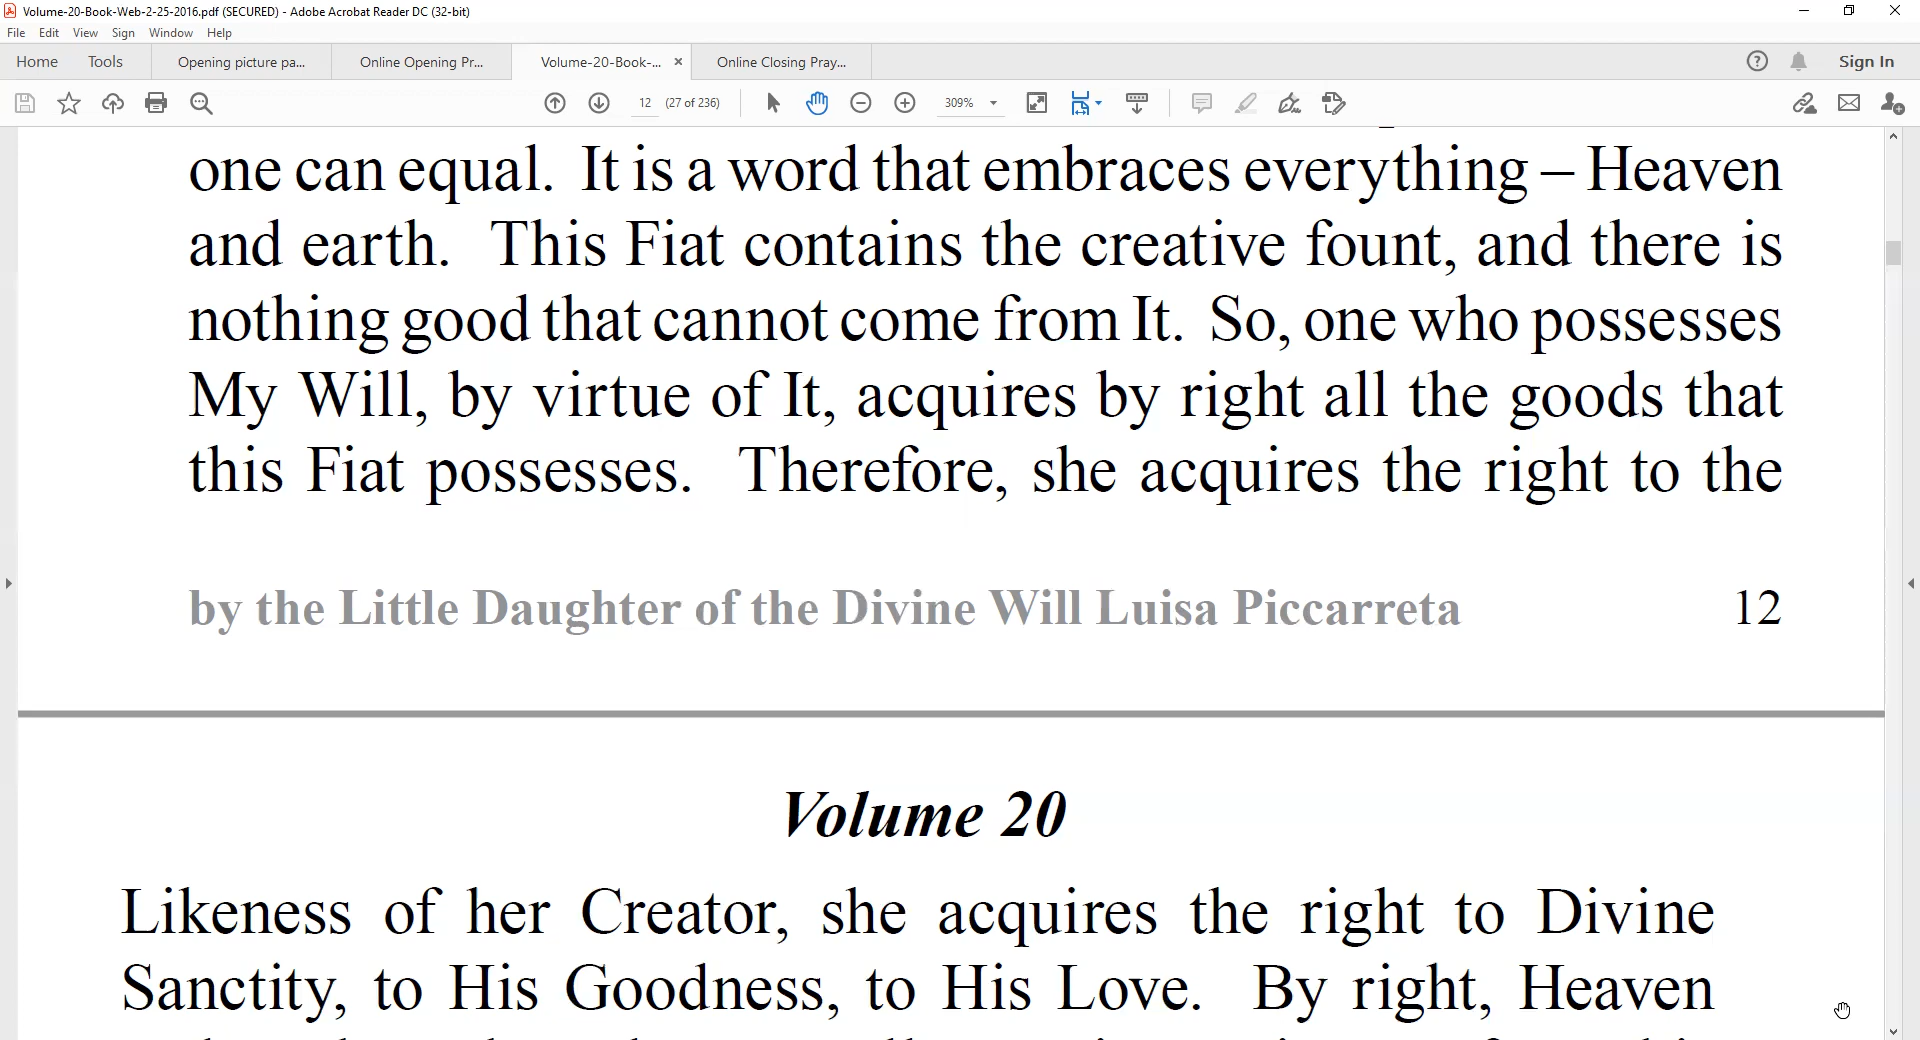 Volume-20-Book-Web-2-25-2016.pdf (SECURED) - Adobe Acrobat Reader DC (32-bit)
File Edit View Sign Window Help
Home Tools Opening picture pa... Online Opening Pr... Volume-20-Book-... × Online Closing Pray... Sign In
12 (27 of 236) 309%
one can equal. It is a word that embraces everything – Heaven
and earth. This Fiat contains the creative fount, and there is
nothing good that cannot come from It. So, one who possesses
My Will, by virtue of It, acquires by right all the goods that
this Fiat possesses. Therefore, she acquires the right to the
by the Little Daughter of the Divine Will Luisa Piccarreta 12
Volume 20
Likeness of her Creator, she acquires the right to Divine
Sanctity, to His Goodness, to His Love. By right, Heaven